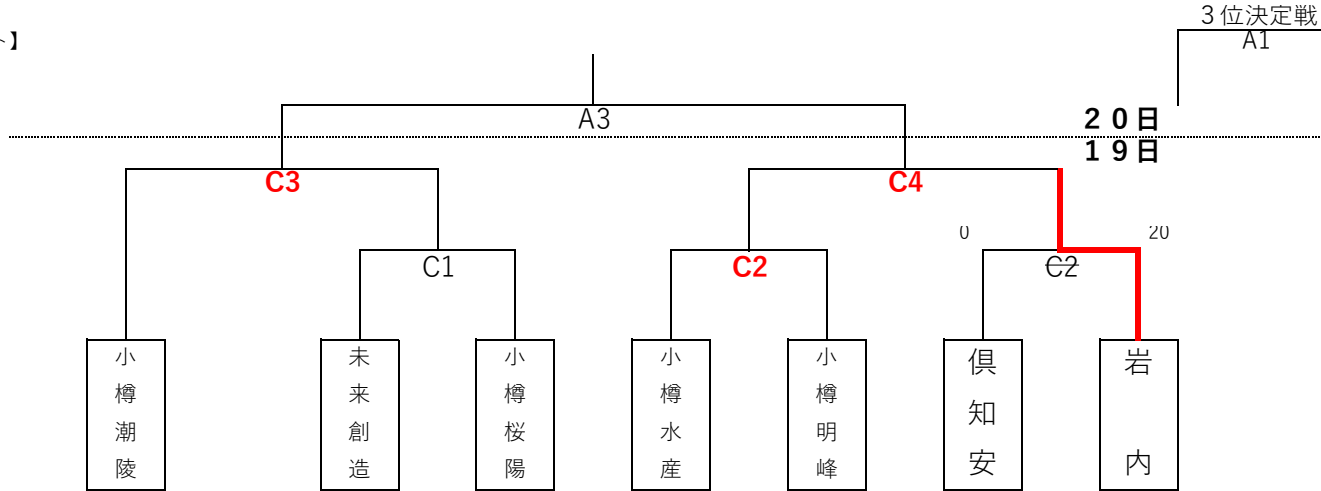 ３位決定戦
ト】
A1
A3
２０日
１９日
C3
C4
0
20
C1
C2
C2
小樽潮陵
未来創造
小樽桜陽
小樽水産
小樽明峰
倶知安
岩内